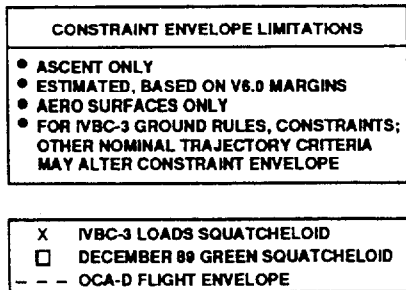 CONSTRAINT ENVELOPE LIMITATIONS
● ASCENT ONLY
● ESTIMATED, BASED ON V6.0 MARGINS
● AERO SURFACES ONLY
● FOR IVBC-3 GROUND RULES, CONSTRAINTS;
OTHER NOMINAL TRAJECTORY CRITERIA
MAY ALTER CONSTRAINT ENVELOPE
X IVBC-3 LOADS SQUATCHELOID
□ DECEMBER 89 GREEN SQUATCHELOID
– – – OCA-D FLIGHT ENVELOPE